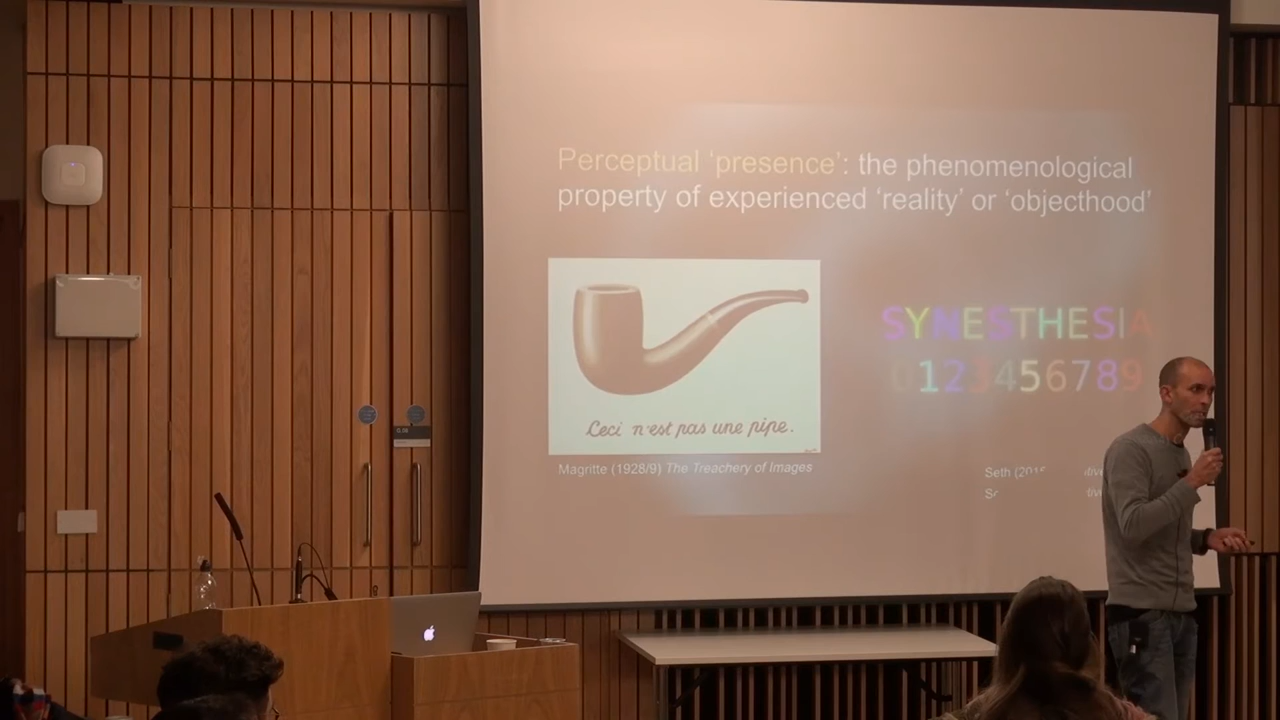 Perceptual ‘presence’: the phenomenological
property of experienced ‘reality’ or ‘objecthood’
SYNESTHESIA
0123456789
Ceci n'est pas une pipe.
Magritte (1928/9) The Treachery of Images
Seth